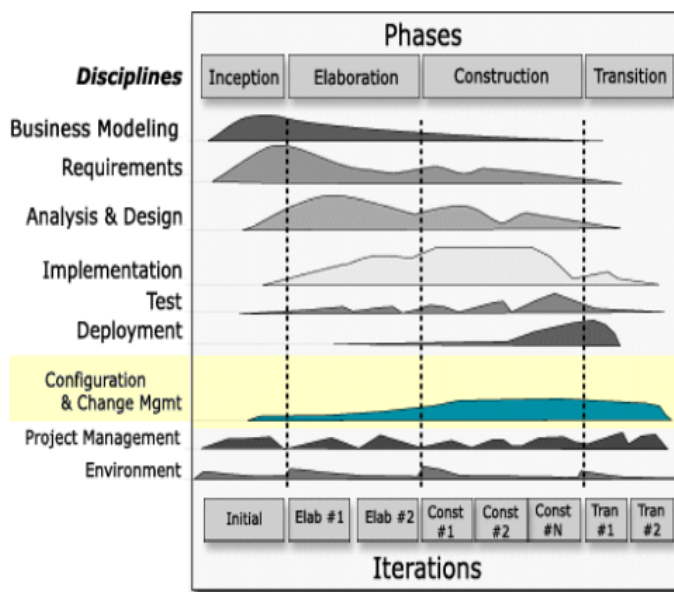 Phases
Disciplines
Inception
Elaboration
Construction
Transition
Business Modeling
Requirements
Analysis & Design
Implementation
Test
Deployment
Configuration
& Change Mgmt
Project Management
Environment
Initial
Elab #1
Elab #2
Const
#1
Const
#2
Const
#N
Tran
#1
Tran
#2
Iterations